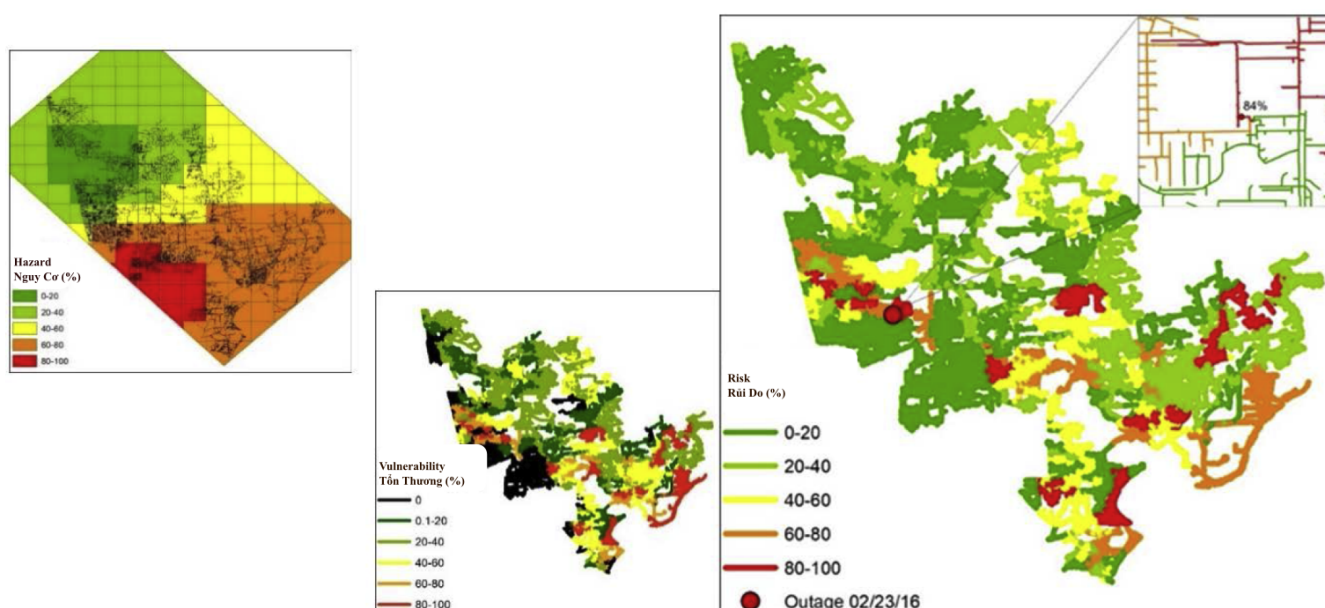 Hazard
Nguy Cơ (%)
0-20
20-40
40-60
60-80
80-100
Vulnerability
Tổn Thương (%)
0
0.1-20
20-40
40-60
60-80
80-100
84%
Risk
Rủi Do (%)
0-20
20-40
40-60
60-80
80-100
Outage 02/23/16